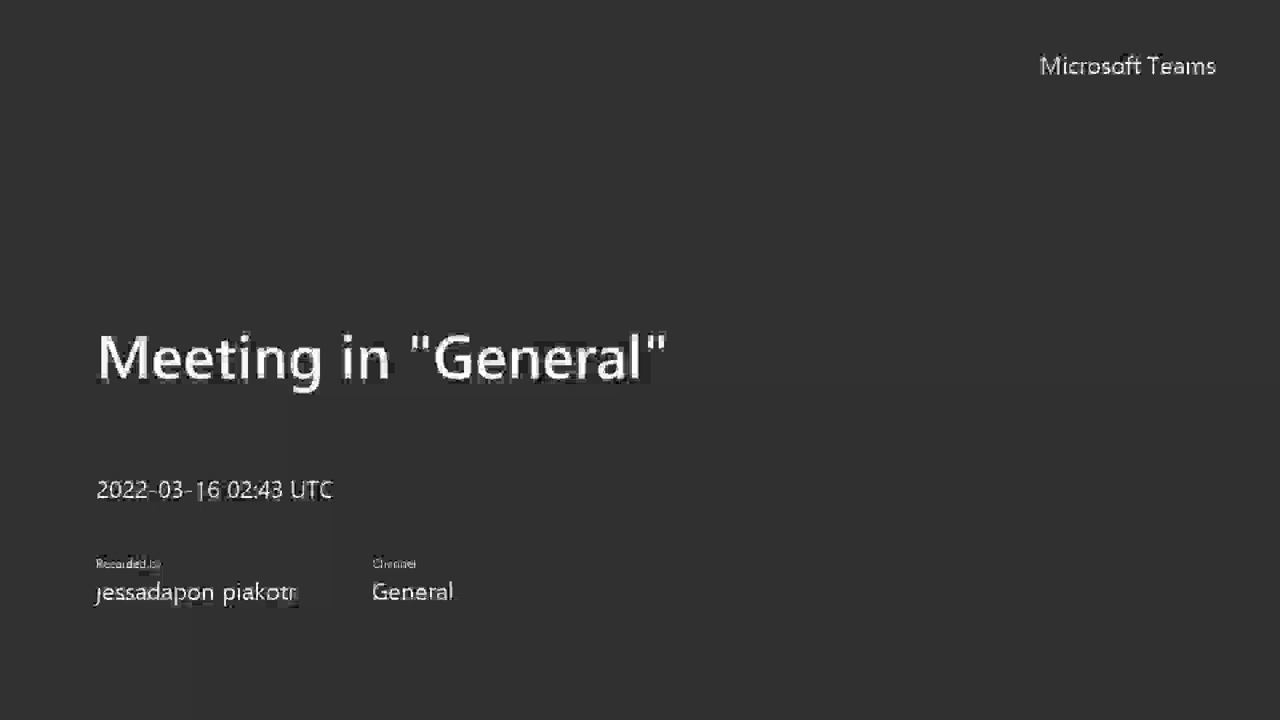 Microsoft Teams
Meeting in "General"
2022-03-16 02:43 UTC
Recorded by Channel
jessadapon piakotr General